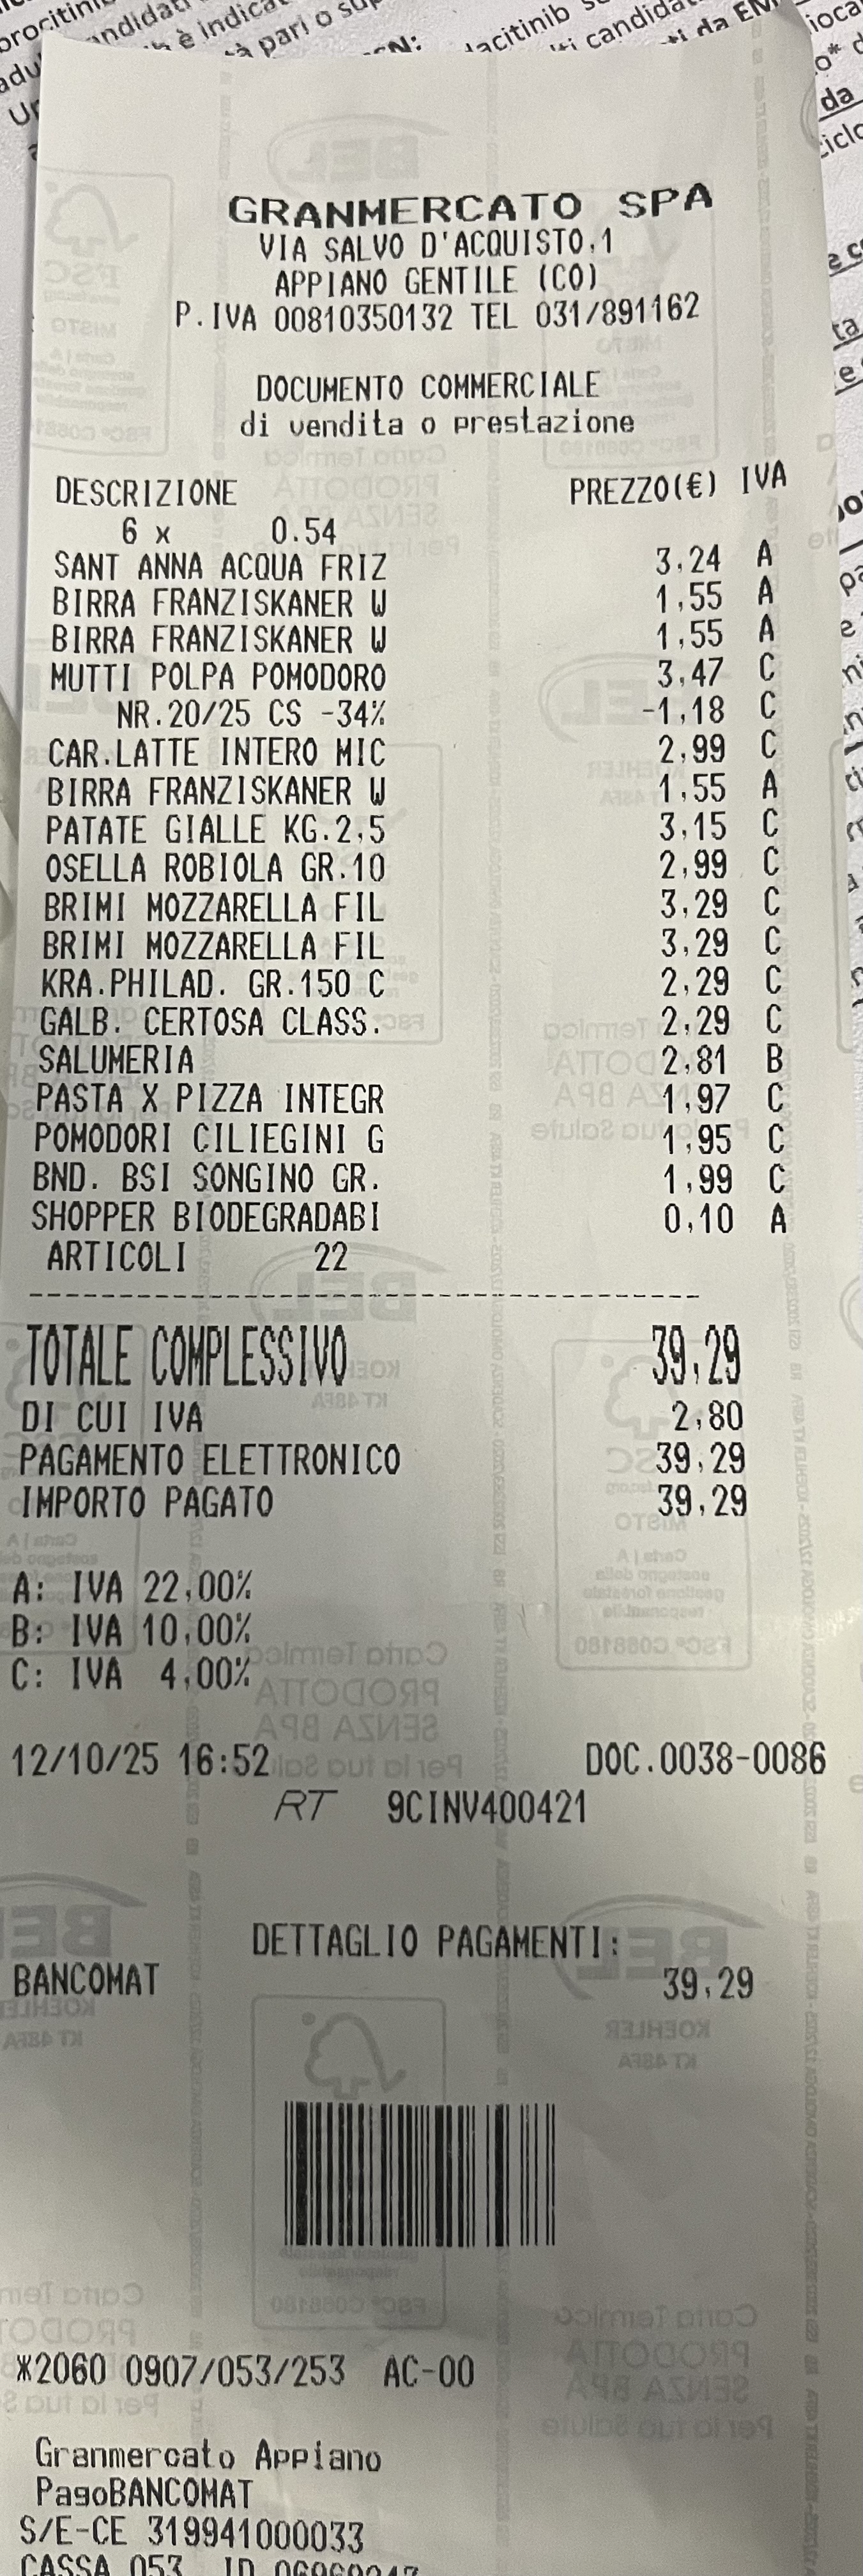 GRANMERCATO SPA
VIA SALVO D'ACQUISTO,1
APPIANO GENTILE (CO)
P.IVA 00810350132 TEL 031/891162
DOCUMENTO COMMERCIALE
di vendita o prestazione
DESCRIZIONE PREZZO(€) IVA
6 x 0.54
SANT ANNA ACQUA FRIZ 3,24 A
BIRRA FRANZISKANER W 1,55 A
BIRRA FRANZISKANER W 1,55 A
MUTTI POLPA POMODORO 3,47 C
NR.20/25 CS -34% -1,18 C
CAR.LATTE INTERO MIC 2,99 C
BIRRA FRANZISKANER W 1,55 A
PATATE GIALLE KG.2,5 3,15 C
OSELLA ROBIOLA GR.10 2,99 C
BRIMI MOZZARELLA FIL 3,29 C
BRIMI MOZZARELLA FIL 3,29 C
KRA.PHILAD. GR.150 C 2,29 C
GALB. CERTOSA CLASS. 2,29 C
SALUMERIA 2,81 B
PASTA X PIZZA INTEGR 1,97 C
POMODORI CILIEGINI G 1,95 C
BND. BSI SONGINO GR. 1,99 C
SHOPPER BIODEGRADABI 0,10 A
ARTICOLI 22
TOTALE COMPLESSIVO 39,29
DI CUI IVA 2,80
PAGAMENTO ELETTRONICO 39,29
IMPORTO PAGATO 39,29
A: IVA 22,00%
B: IVA 10,00%
C: IVA 4,00%
12/10/25 16:52 DOC.0038-0086
RT 9CINV400421
DETTAGLIO PAGAMENTI:
BANCOMAT 39,29
*2060 0907/053/253 AC-00
Granmercato Appiano
PagoBANCOMAT
S/E-CE 319941000033
CASSA 053 ID